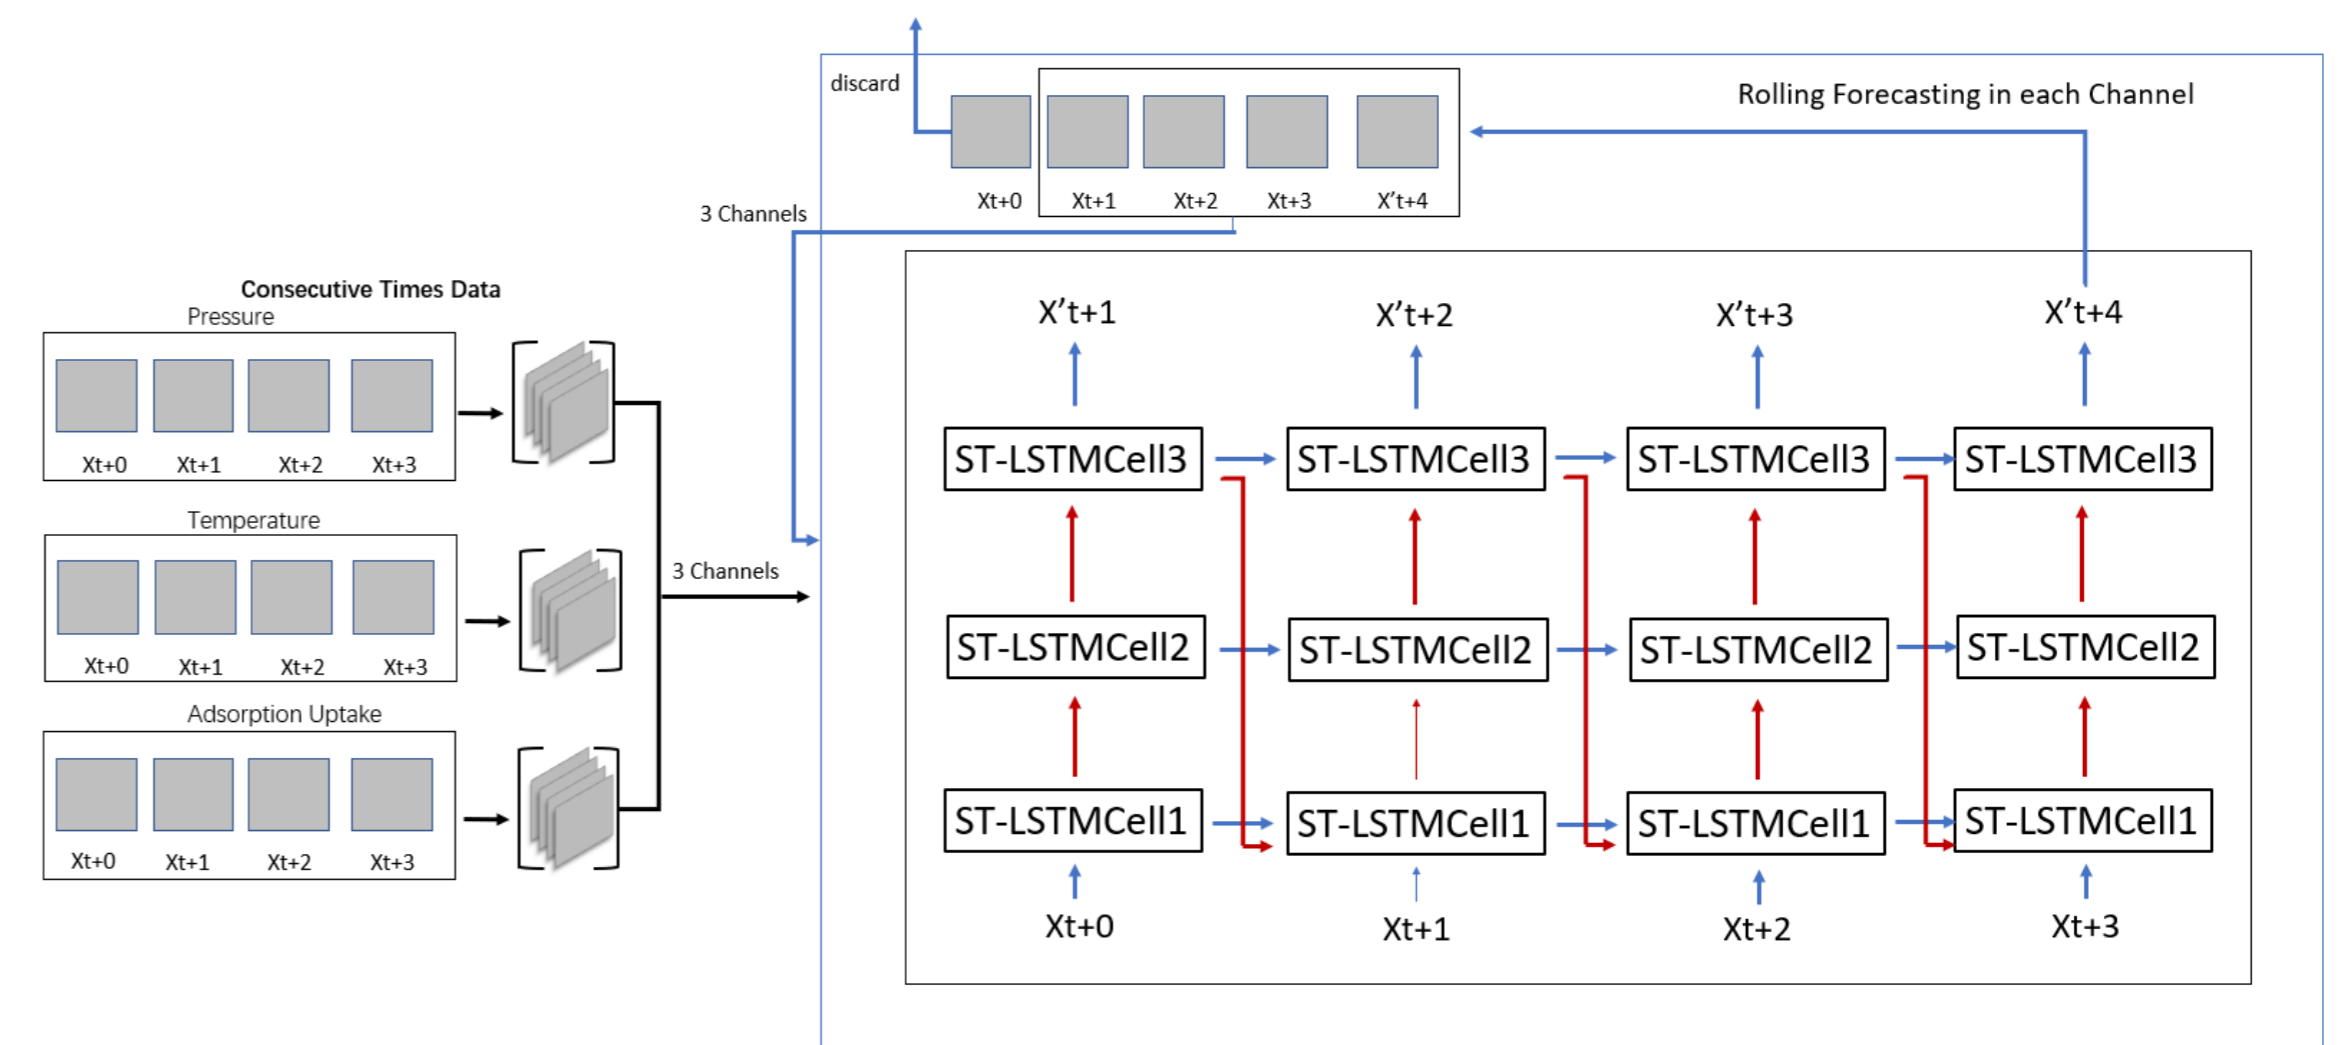 discard
Rolling Forecasting in each Channel
Xt+0 Xt+1 Xt+2 Xt+3 X’t+4
3 Channels
Consecutive Times Data
Pressure
Xt+0 Xt+1 Xt+2 Xt+3
Temperature
Xt+0 Xt+1 Xt+2 Xt+3
Adsorption Uptake
Xt+0 Xt+1 Xt+2 Xt+3
3 Channels
X’t+1 X’t+2 X’t+3 X’t+4
ST-LSTMCell3 ST-LSTMCell3 ST-LSTMCell3 ST-LSTMCell3
ST-LSTMCell2 ST-LSTMCell2 ST-LSTMCell2 ST-LSTMCell2
ST-LSTMCell1 ST-LSTMCell1 ST-LSTMCell1 ST-LSTMCell1
Xt+0 Xt+1 Xt+2 Xt+3